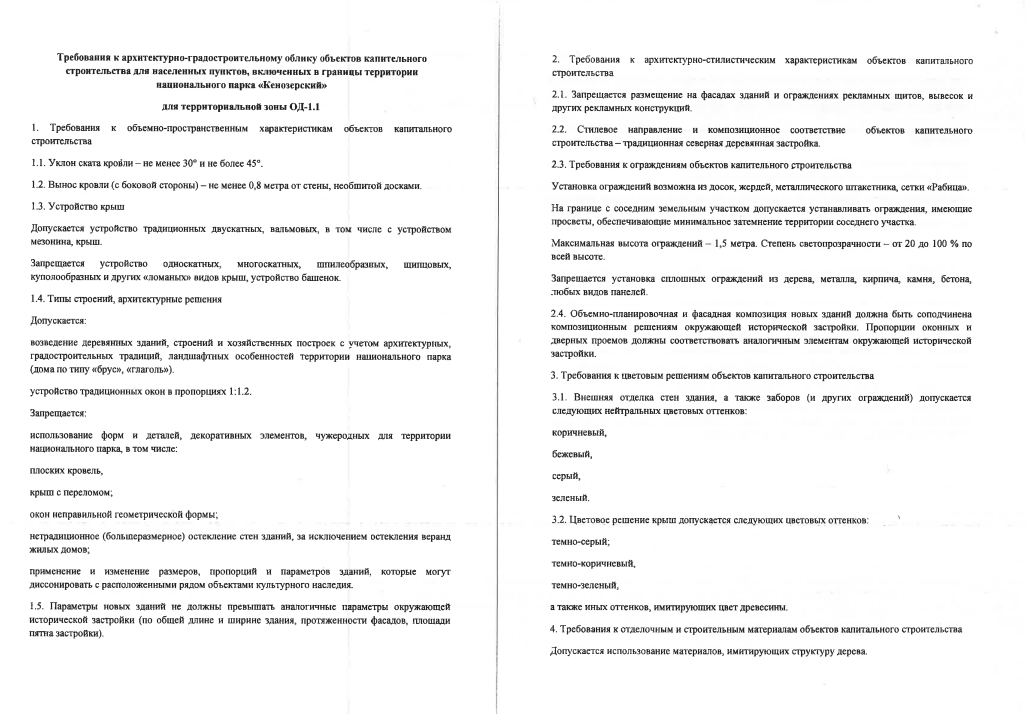 Требования к архитектурно-градостроительному облику объектов капительного
строительства для населенных пунктов, включенных в границы территории
национального парка «Кенозерский»
для территориальной зоны ОД-1.1
1. Требования к объемно-пространственным характеристикам объектов капитального
строительства
1.1. Уклон ската кровли – не менее 30° и не более 45°.
1.2. Вынос кровли (с боковой стороны) – не менее 0,8 метра от стены, необшитой досками.
1.3. Устройство крыш
Допускается устройство традиционных двускатных, вальмовых, в том числе с устройством
мезонина, крыш.
Запрещается устройство односкатных, многоскатных, шпилеобразных, щипцовых,
куполообразных и других «ломаных» видов крыш, устройство башенок.
1.4. Типы строений, архитектурные решения
Допускается:
возведение деревянных зданий, строений и хозяйственных построек с учетом архитектурных,
градостроительных традиций, ландшафтных особенностей территории национального парка
(дома по типу «брус», «глаголь»).
устройство традиционных окон в пропорциях 1:1.2.
Запрещается:
использование форм и деталей, декоративных элементов, чужеродных для территории
национального парка, в том числе:
плоских кровель,
крыш с переломом;
окон неправильной геометрической формы;
нетрадиционное (большеразмерное) остекление стен зданий, за исключением остекления веранд
жилых домов;
применение и изменение размеров, пропорций и параметров зданий, которые могут
диссонировать с расположенными рядом объектами культурного наследия.
1.5. Параметры новых зданий не должны превышать аналогичные параметры окружающей
исторической застройки (по общей длине и ширине здания, протяженности фасадов, площади
пятна застройки).
2. Требования к архитектурно-стилистическим характеристикам объектов капитального
строительства
2.1. Запрещается размещение на фасадах зданий и ограждениях рекламных щитов, вывесок и
других рекламных конструкций.
2.2. Стилевое направление и композиционное соответствие объектов капительного
строительства – традиционная северная деревянная застройка.
2.3. Требования к ограждениям объектов капительного строительства
Установка ограждений возможна из досок, жердей, металлического штакетника, сетки «Рабица».
На границе с соседним земельным участком допускается устанавливать ограждения, имеющие
просветы, обеспечивающие минимальное затемнение территории соседнего участка.
Максимальная высота ограждений – 1,5 метра. Степень светопрозрачности – от 20 до 100 % по
всей высоте.
Запрещается установка сплошных ограждений из дерева, металла, кирпича, камня, бетона,
любых видов панелей.
2.4. Объемно-планировочная и фасадная композиция новых зданий должна быть соподчинена
композиционным решениям окружающей исторической застройки. Пропорции оконных и
дверных проемов должны соответствовать аналогичным элементам окружающей исторической
застройки.
3. Требования к цветовым решениям объектов капитального строительства
3.1. Внешняя отделка стен здания, а также заборов (и других ограждений) допускается
следующих нейтральных цветовых оттенков:
коричневый,
бежевый,
серый,
зеленый.
3.2. Цветовое решение крыш допускается следующих цветовых оттенков:
темно-серый;
темно-коричневый,
темно-зеленый,
а также иных оттенков, имитирующих цвет древесины.
4. Требования к отделочным и строительным материалам объектов капитального строительства
Допускается использование материалов, имитирующих структуру дерева.